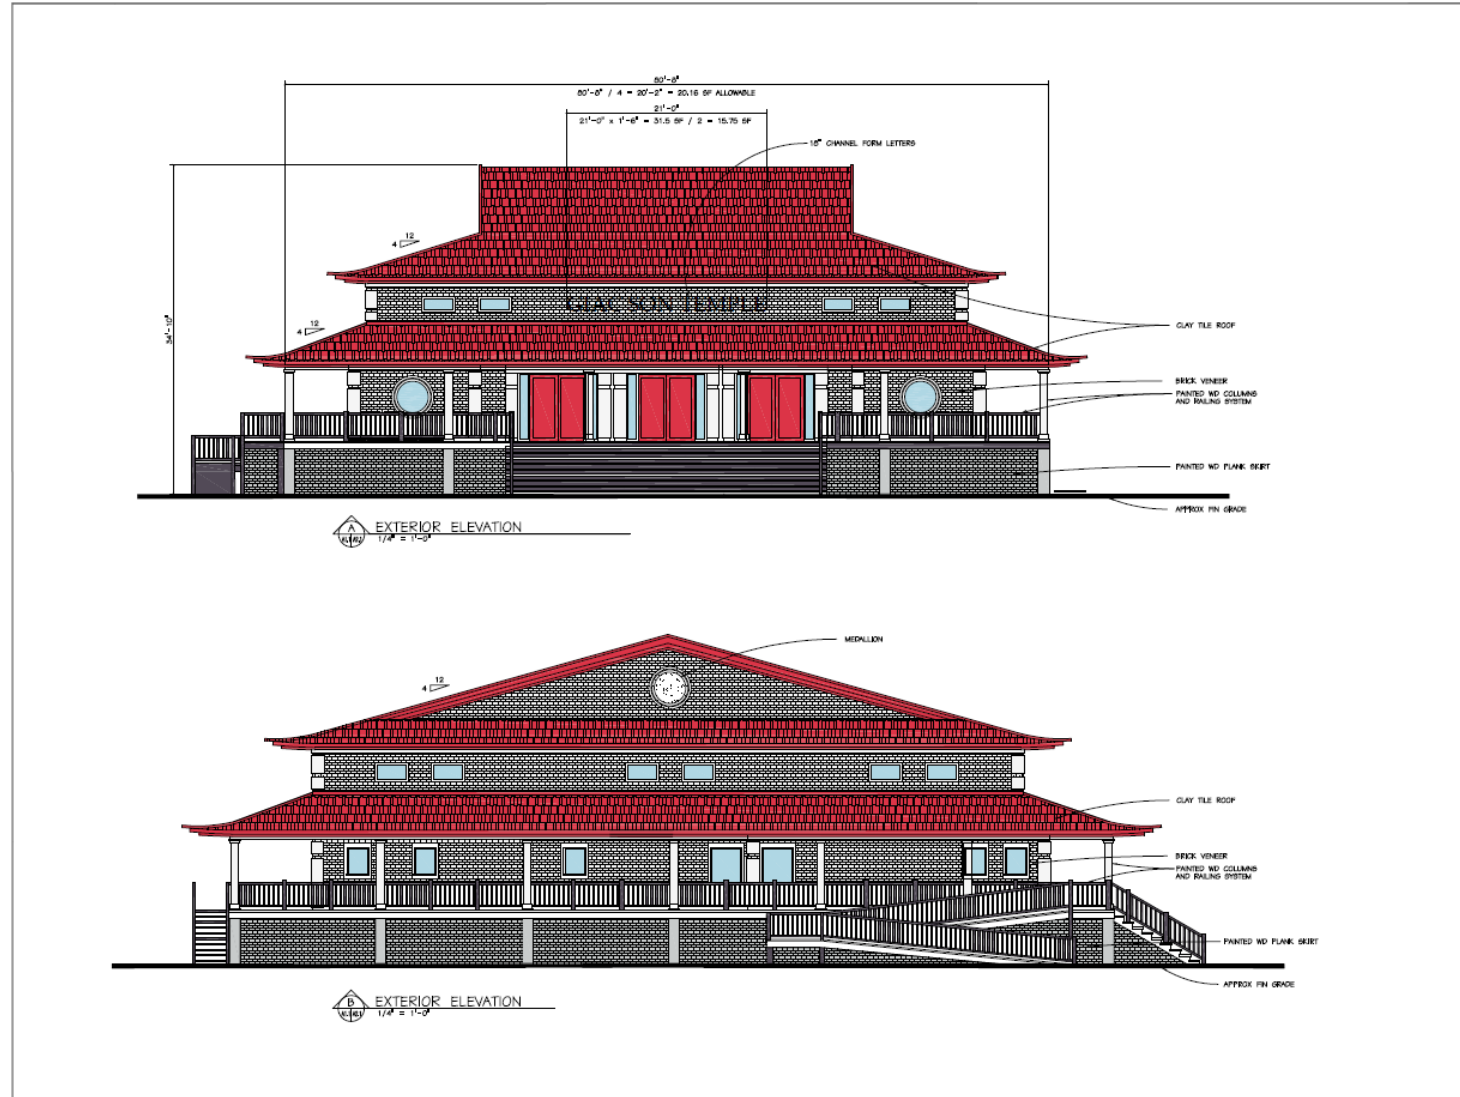 80'-8"
80'-8" / 4 = 20'-2" = 20.16 SF ALLOWABLE
21'-0"
21'-0" x 1'-6" = 31.5 SF / 2 = 15.75 SF
18" CHANNEL FORM LETTERS
12
4
12
4
34'-10"
GIAC SON TEMPLE
CLAY TILE ROOF
BRICK VENEER
PAINTED WD COLUMNS
AND RAILING SYSTEM
PAINTED WD PLANK SKIRT
APPROX FIN GRADE
A
EXTERIOR ELEVATION
1/4" = 1'-0"
MEDALLION
12
4
CLAY TILE ROOF
BRICK VENEER
PAINTED WD COLUMNS
AND RAILING SYSTEM
PAINTED WD PLANK SKIRT
APPROX FIN GRADE
B
EXTERIOR ELEVATION
1/4" = 1'-0"